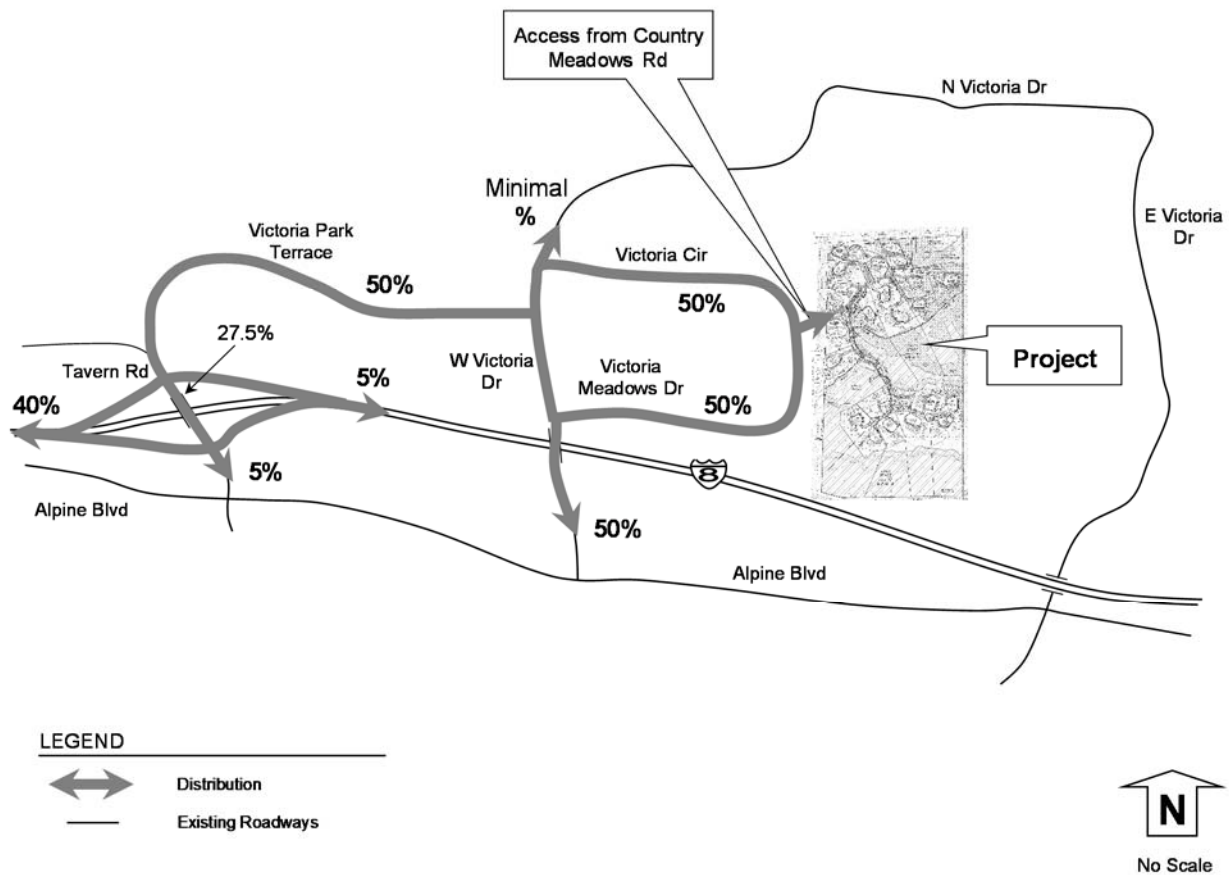 Access from Country
Meadows Rd
N Victoria Dr
Minimal
%
E Victoria
Dr
Victoria Park
Terrace
Victoria Cir
50%
50%
27.5%
W Victoria
Dr
Victoria
Meadows Dr
Project
Tavern Rd
5%
40%
50%
5%
8
Alpine Blvd
50%
Alpine Blvd
LEGEND
Distribution
Existing Roadways
N
No Scale